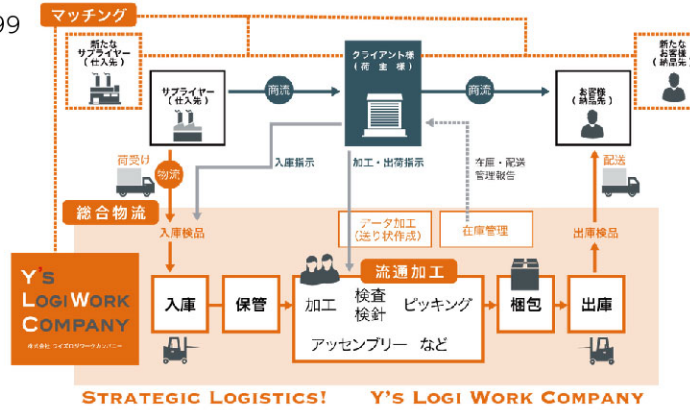 99
マッチング
新たな
サプライヤー
(仕入先)
クライアント様
(荷主様)
新たな
お客様
(納品先)
サプライヤー
(仕入先)
商流
商流
お客様
(納品先)
荷受け
物流
入庫指示
加工・出荷指示
在庫・配送
管理報告
配送
総合物流
入庫検品
データ加工
(送り状作成)
在庫管理
出庫検品
Y's
LOGI WORK
COMPANY
株式会社 ワイズロジワークカンパニー
流通加工
入庫
保管
加工
検査
検針
ピッキング
アッセンブリー など
梱包
出庫
STRATEGIC LOGISTICS! Y'S LOGI WORK COMPANY